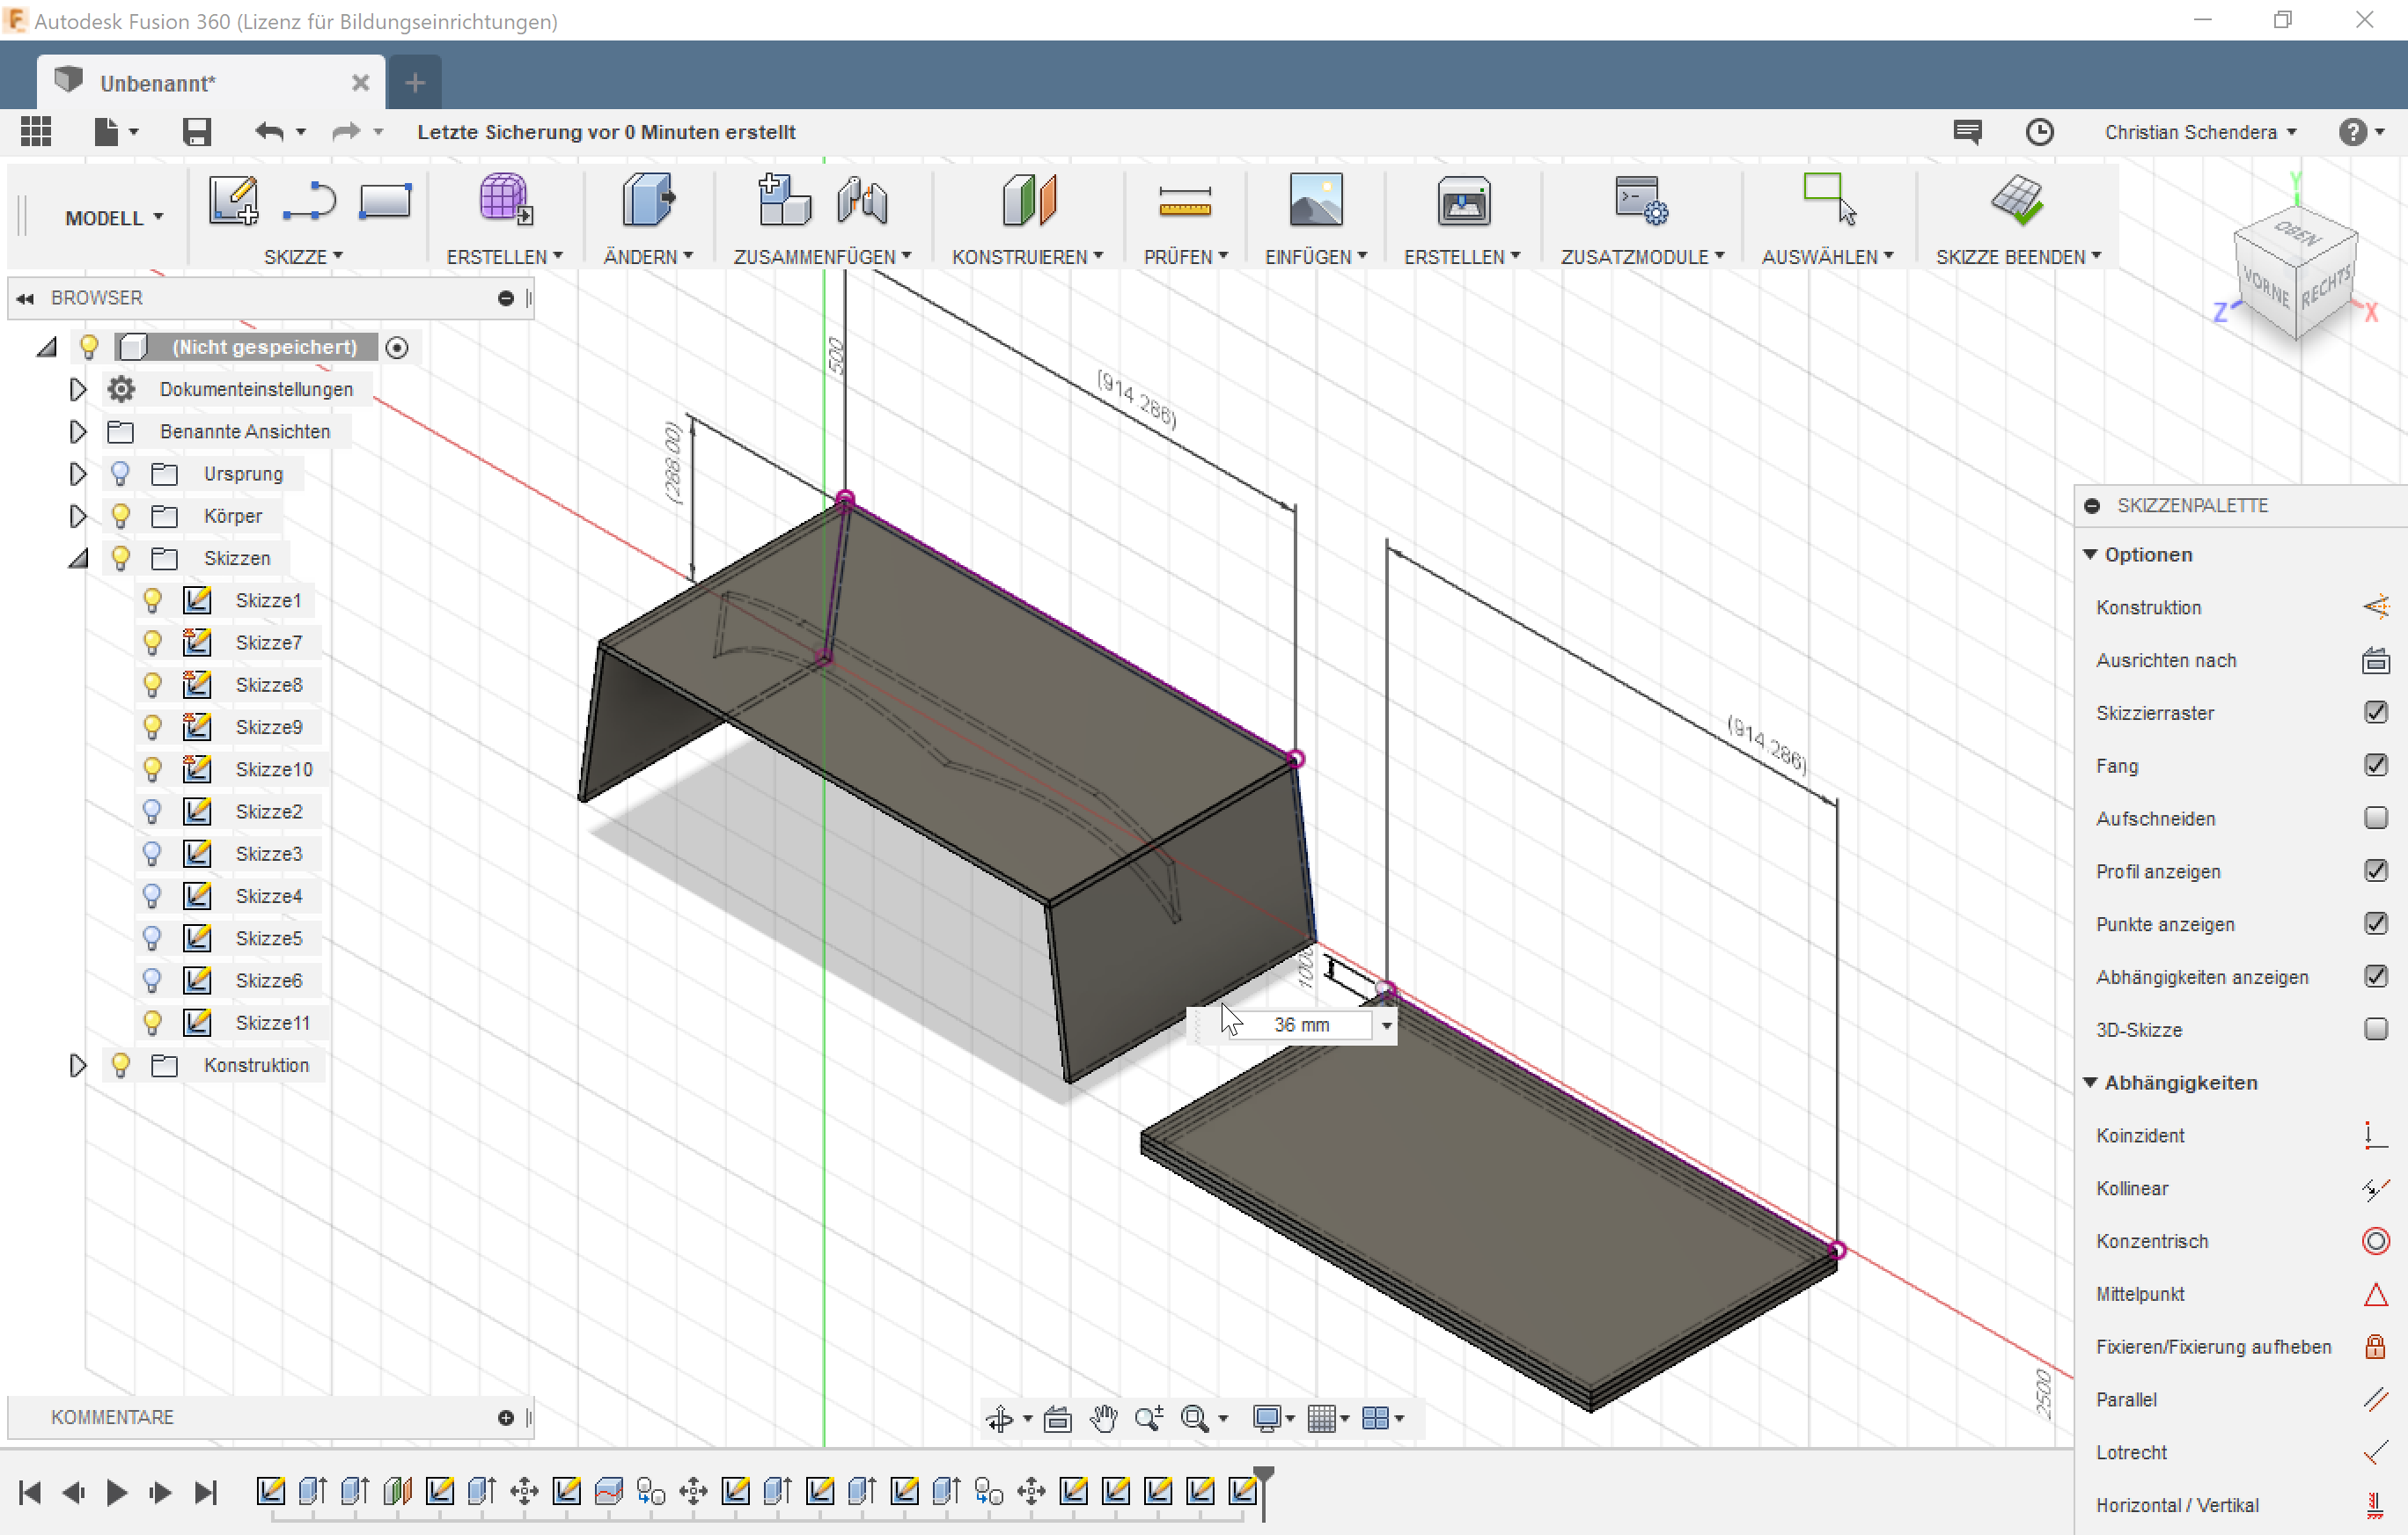 Autodesk Fusion 360 (Lizenz für Bildungseinrichtungen)
Unbenannt*
Letzte Sicherung vor 0 Minuten erstellt
Christian Schendera
MODELL
SKIZZE
ERSTELLEN
ÄNDERN
ZUSAMMENFÜGEN
KONSTRUIEREN
PRÜFEN
EINFÜGEN
ERSTELLEN
ZUSATZMODULE
AUSWÄHLEN
SKIZZE BEENDEN
Y
OBEN
VORNE
RECHTS
Z
X
BROWSER
(Nicht gespeichert)
Dokumenteinstellungen
Benannte Ansichten
Ursprung
Körper
Skizzen
Skizze1
Skizze7
Skizze8
Skizze9
Skizze10
Skizze2
Skizze3
Skizze4
Skizze5
Skizze6
Skizze11
Konstruktion
500
(914.286)
(288.00)
(914.286)
1000
36 mm
2500
SKIZZENPALETTE
Optionen
Konstruktion
Ausrichten nach
Skizzierraster
Fang
Aufschneiden
Profil anzeigen
Punkte anzeigen
Abhängigkeiten anzeigen
3D-Skizze
Abhängigkeiten
Koinzident
Kollinear
Konzentrisch
Mittelpunkt
Fixieren/Fixierung aufheben
Parallel
Lotrecht
Horizontal / Vertikal
KOMMENTARE